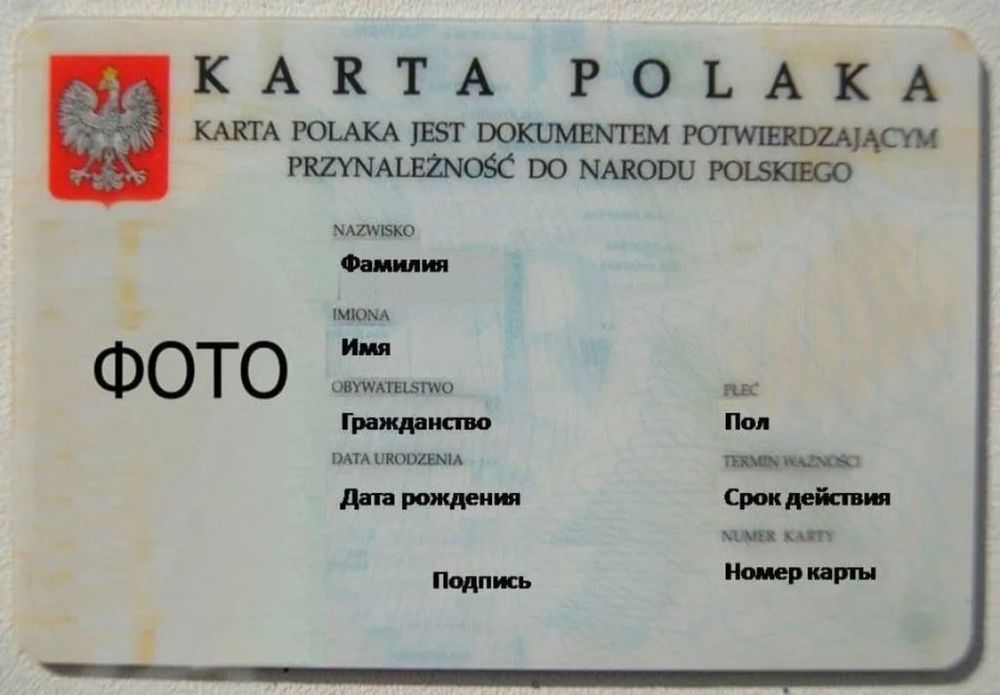 KARTA POLAKA
KARTA POLAKA JEST DOKUMENTEM POTWIERDZAJĄCYM
PRZYNALEŻNOŚĆ DO NARODU POLSKIEGO
NAZWISKO
Фамилия
IMIONA
Имя
ФОТО
OBYWATELSTWO
PŁEĆ
Гражданство
Пол
DATA URODZENIA
TERMIN WAŻNOŚCI
Дата рождения
Срок действия
NUMER KARTY
Номер карты
Подпись